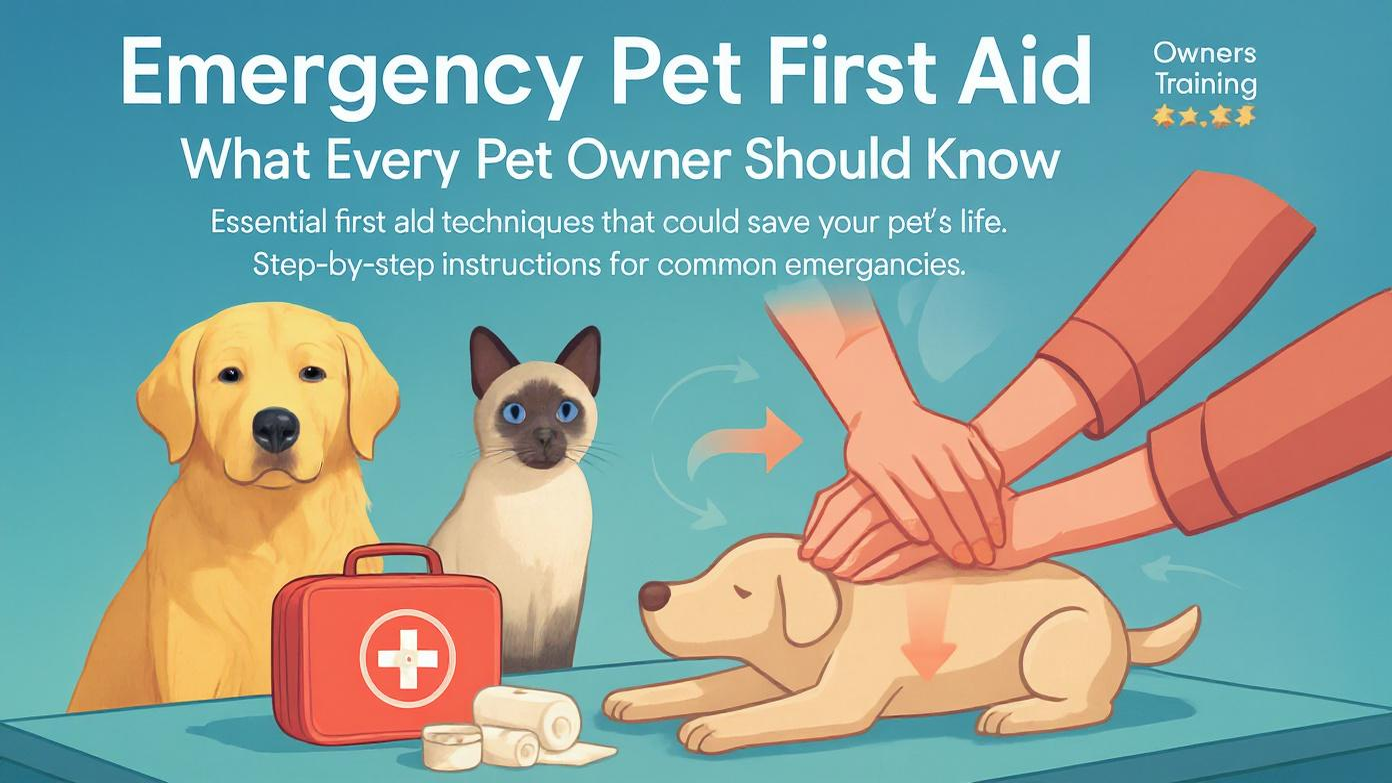 Emergency Pet First Aid
What Every Pet Owner Should Know
Essential first ald techniques that could save your pet's life.
Step-by-step instructions for common emergancies.
Owners
Training